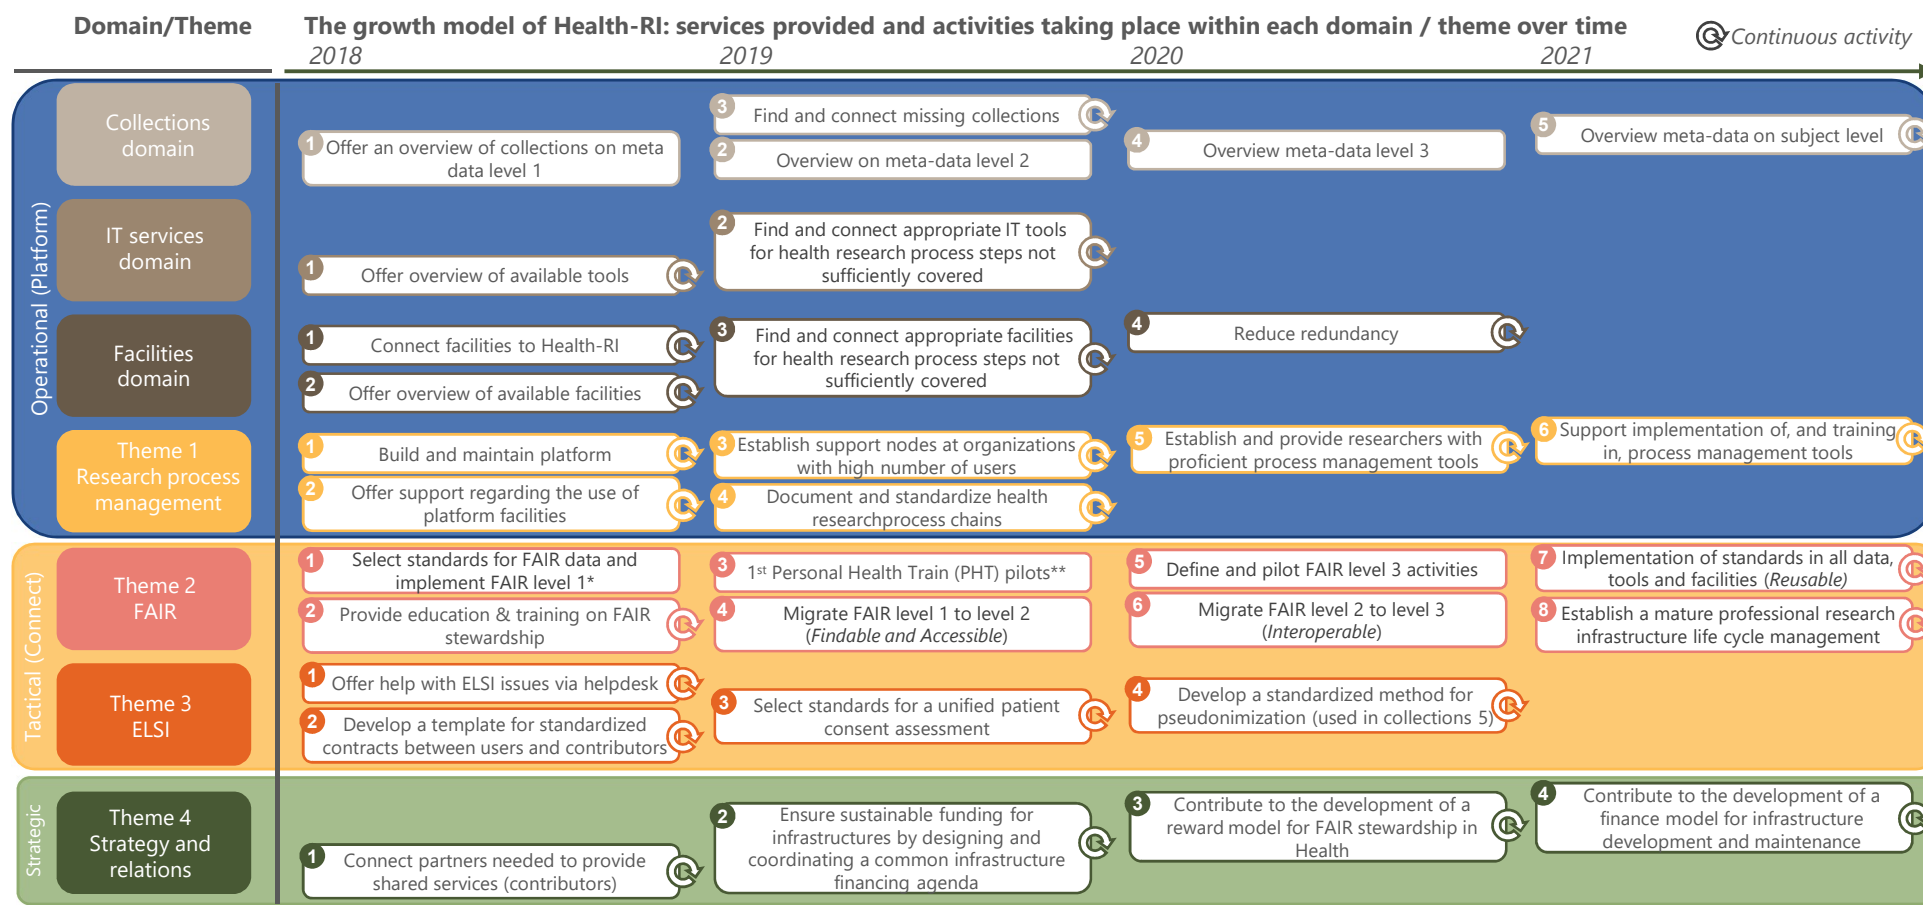 Domain/Theme
The growth model of Health-RI: services provided and activities taking place within each domain / theme over time
Continuous activity
2018
2019
2020
2021
Operational (Platform)
Collections
domain
1
Offer an overview of collections on meta
data level 1
3
Find and connect missing collections
2
Overview on meta-data level 2
4
Overview meta-data level 3
5
Overview meta-data on subject level
IT services
domain
1
Offer overview of available tools
2
Find and connect appropriate IT tools
for health research process steps not
sufficiently covered
Facilities
domain
1
Connect facilities to Health-RI
2
Offer overview of available facilities
3
Find and connect appropriate facilities
for health research process steps not
sufficiently covered
4
Reduce redundancy
Theme 1
Research process
management
1
Build and maintain platform
2
Offer support regarding the use of
platform facilities
3
Establish support nodes at organizations
with high number of users
4
Document and standardize health
researchprocess chains
5
Establish and provide researchers with
proficient process management tools
6
Support implementation of, and training
in, process management tools
Tactical (Connect)
Theme 2
FAIR
1
Select standards for FAIR data and
implement FAIR level 1*
2
Provide education & training on FAIR
stewardship
3
1st Personal Health Train (PHT) pilots**
4
Migrate FAIR level 1 to level 2
(Findable and Accessible)
5
Define and pilot FAIR level 3 activities
6
Migrate FAIR level 2 to level 3
(Interoperable)
7
Implementation of standards in all data,
tools and facilities (Reusable)
8
Establish a mature professional research
infrastructure life cycle management
Theme 3
ELSI
1
Offer help with ELSI issues via helpdesk
2
Develop a template for standardized
contracts between users and contributors
3
Select standards for a unified patient
consent assessment
4
Develop a standardized method for
pseudonimization (used in collections 5)
Strategic
Theme 4
Strategy and
relations
1
Connect partners needed to provide
shared services (contributors)
2
Ensure sustainable funding for
infrastructures by designing and
coordinating a common infrastructure
financing agenda
3
Contribute to the development of a
reward model for FAIR stewardship in
Health
4
Contribute to the development of a
finance model for infrastructure
development and maintenance